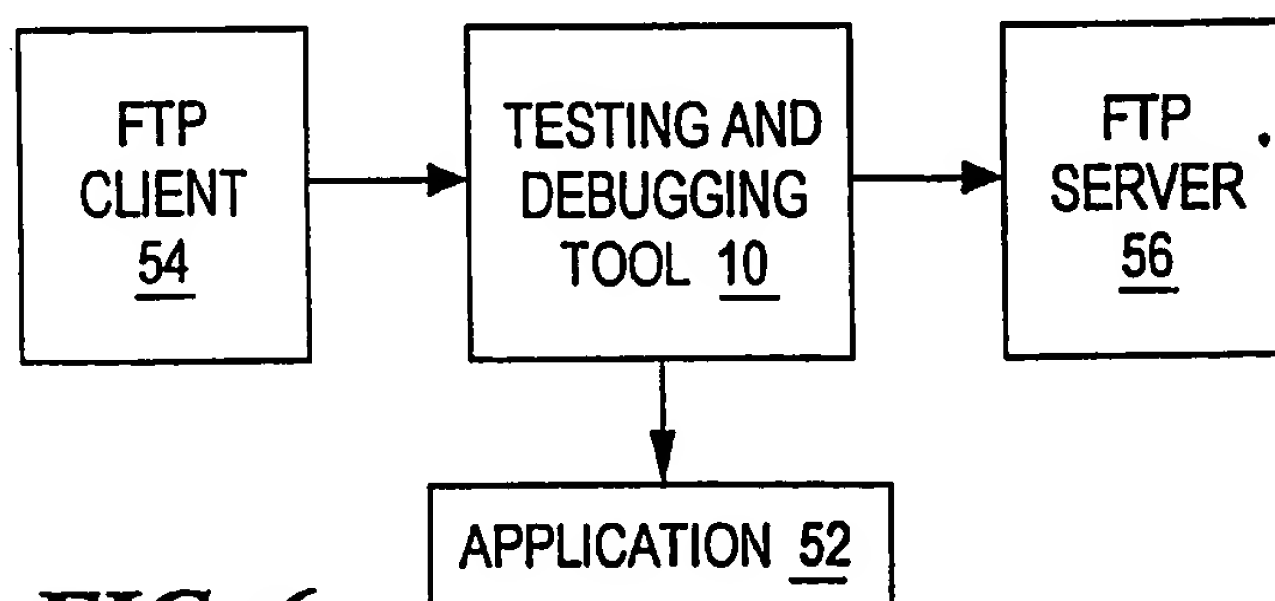 FTP
CLIENT
54
TESTING AND
DEBUGGING
TOOL 10
FTP
SERVER
56
APPLICATION 52